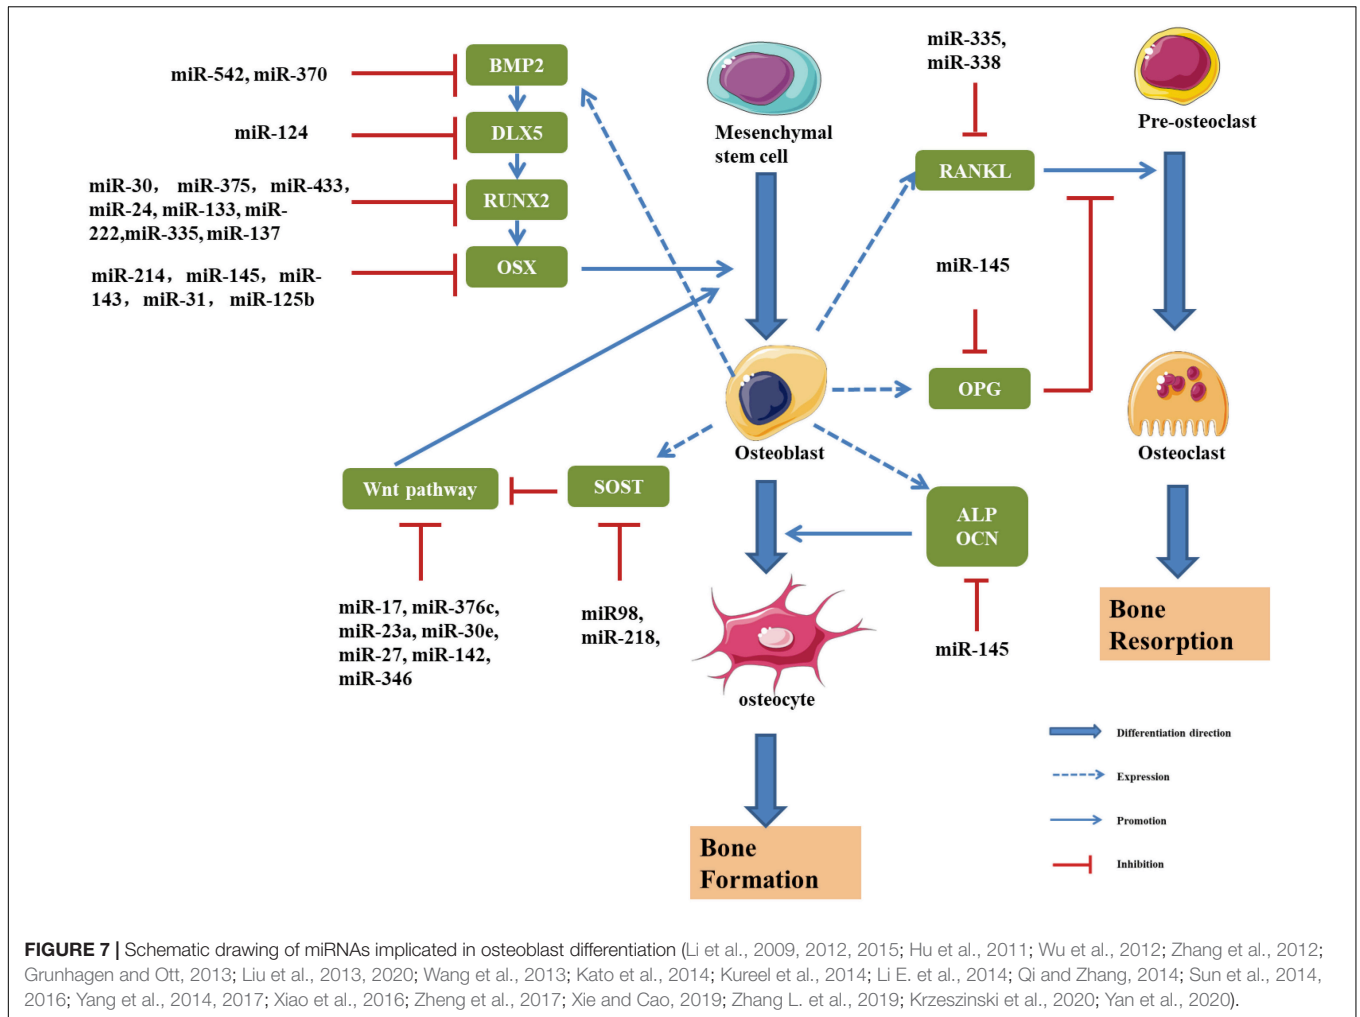 miR-542, miR-370
BMP2
miR-124
DLX5
miR-30， miR-375， miR-433，
miR-24, miR-133, miR-
222,miR-335, miR-137
RUNX2
miR-214， miR-145， miR-
143， miR-31， miR-125b
OSX
Mesenchymal
stem cell
miR-335,
miR-338
RANKL
Pre-osteoclast
miR-145
OPG
Osteoblast
Osteoclast
Wnt pathway
SOST
ALP
OCN
miR-17, miR-376c,
miR-23a, miR-30e,
miR-27, miR-142,
miR-346
miR98,
miR-218,
miR-145
osteocyte
Bone
Resorption
Bone
Formation
Differentiation direction
Expression
Promotion
Inhibition
FIGURE 7 | Schematic drawing of miRNAs implicated in osteoblast differentiation (Li et al., 2009, 2012, 2015; Hu et al., 2011; Wu et al., 2012; Zhang et al., 2012;
Grunhagen and Ott, 2013; Liu et al., 2013, 2020; Wang et al., 2013; Kato et al., 2014; Kureel et al., 2014; Li E. et al., 2014; Qi and Zhang, 2014; Sun et al., 2014,
2016; Yang et al., 2014, 2017; Xiao et al., 2016; Zheng et al., 2017; Xie and Cao, 2019; Zhang L. et al., 2019; Krzeszinski et al., 2020; Yan et al., 2020).